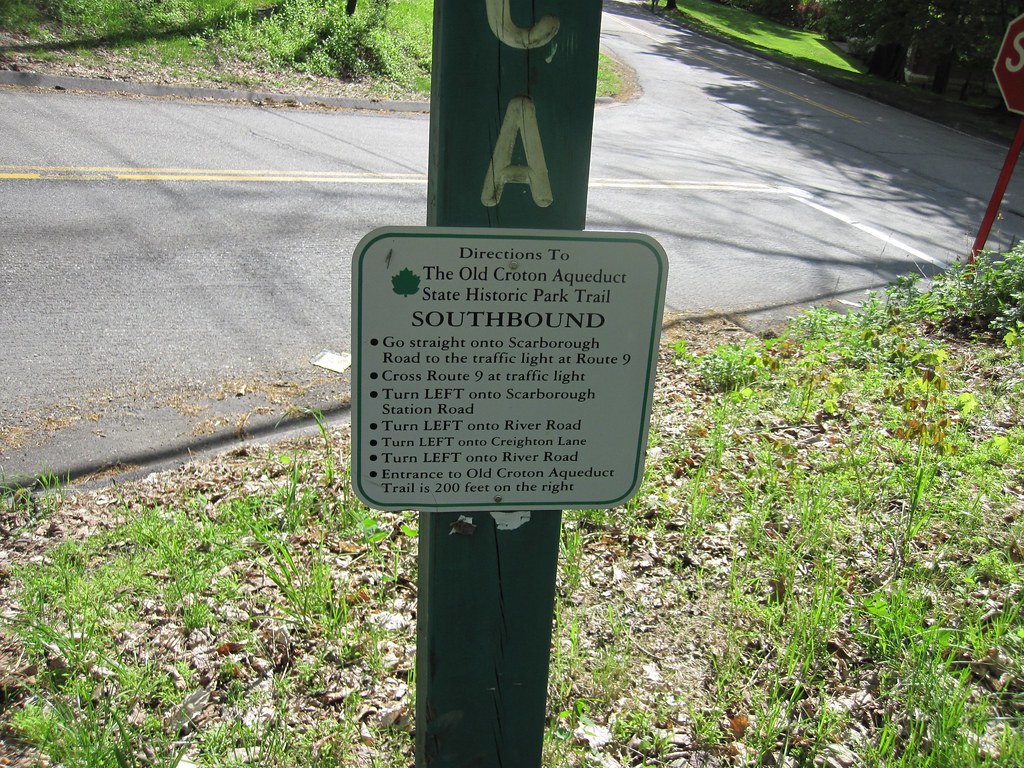 C
A
S
Directions To
The Old Croton Aqueduct
State Historic Park Trail
SOUTHBOUND
• Go straight onto Scarborough
Road to the traffic light at Route 9
• Cross Route 9 at traffic light
• Turn LEFT onto Scarborough
Station Road
• Turn LEFT onto River Road
• Turn LEFT onto Creighton Lane
• Turn LEFT onto River Road
• Entrance to Old Croton Aqueduct
Trail is 200 feet on the right